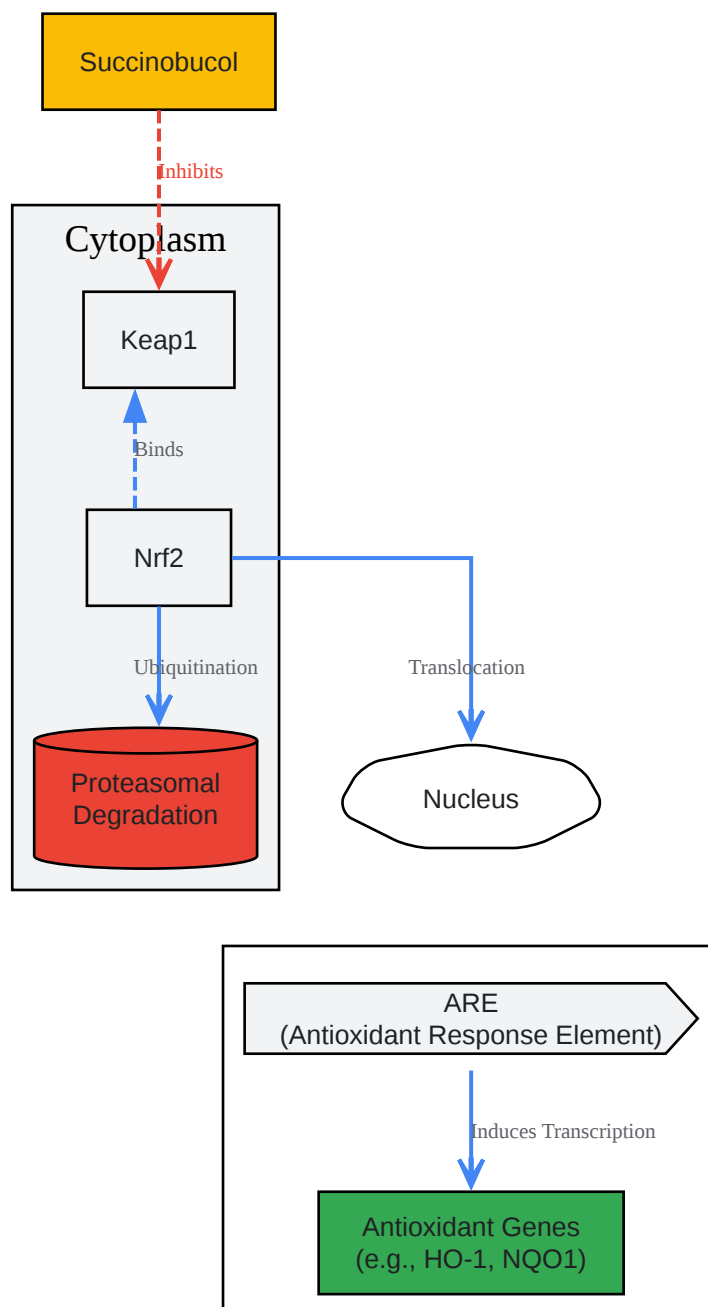 Succinobucol
Inhibits
Cytoplasm
Keap1
Binds
Nrf2
Ubiquitination
Translocation
Proteasomal
Degradation
Nucleus
ARE
(Antioxidant Response Element)
Induces Transcription
Antioxidant Genes
(e.g., HO-1, NQO1)